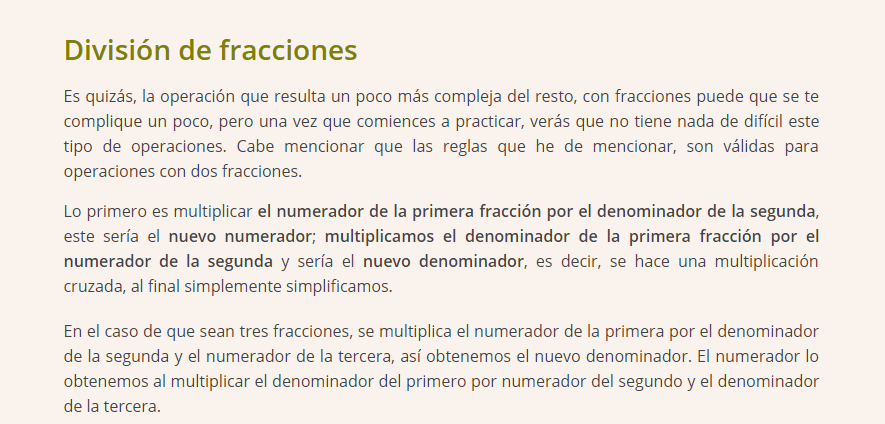 División de fracciones
Es quizás, la operación que resulta un poco más compleja del resto, con fracciones puede que se te
complique un poco, pero una vez que comiences a practicar, verás que no tiene nada de difícil este
tipo de operaciones. Cabe mencionar que las reglas que he de mencionar, son válidas para
operaciones con dos fracciones.
Lo primero es multiplicar el numerador de la primera fracción por el denominador de la segunda,
este sería el nuevo numerador; multiplicamos el denominador de la primera fracción por el
numerador de la segunda y sería el nuevo denominador, es decir, se hace una multiplicación
cruzada, al final simplemente simplificamos.
En el caso de que sean tres fracciones, se multiplica el numerador de la primera por el denominador
de la segunda y el numerador de la tercera, así obtenemos el nuevo denominador. El numerador lo
obtenemos al multiplicar el denominador del primero por numerador del segundo y el denominador
de la tercera.